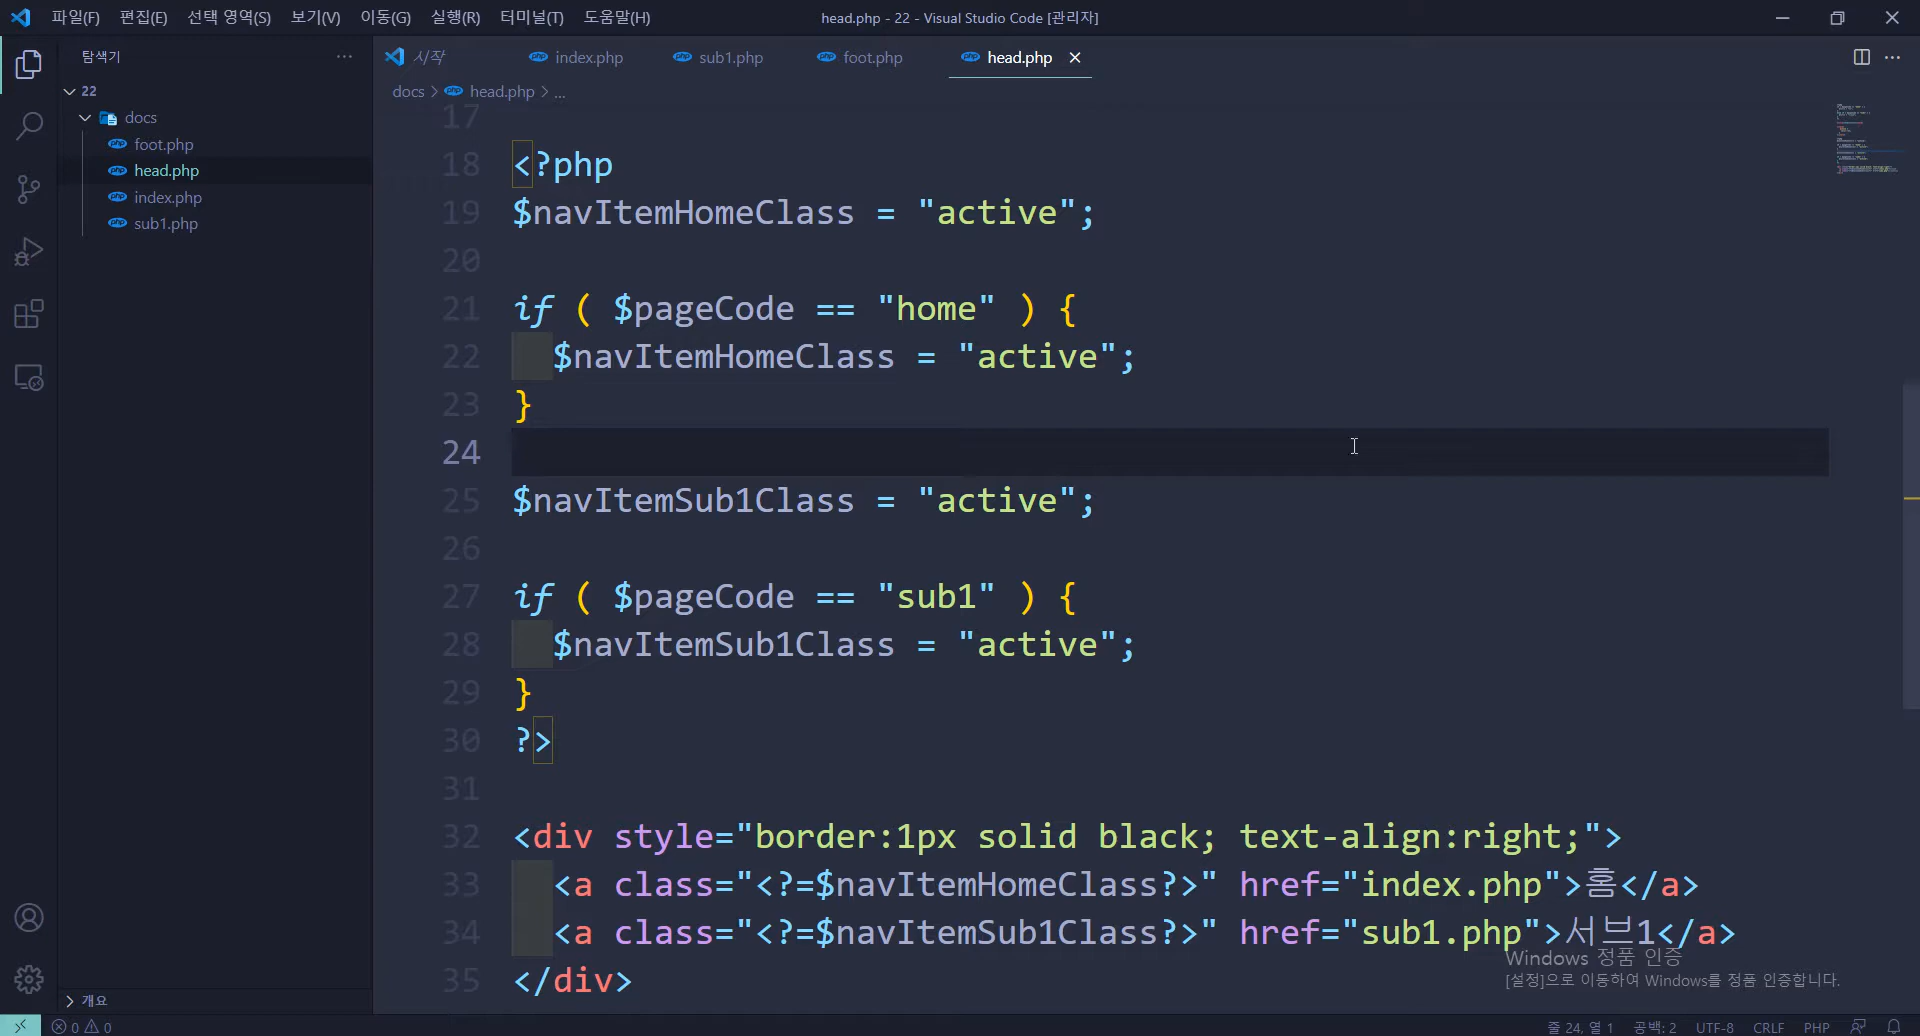 파일(F) 편집(E) 선택 영역(S) 보기(V) 이동(G) 실행(R) 터미널(T) 도움말(H)
head.php - 22 - Visual Studio Code [관리자]
탐색기
시작 index.php sub1.php foot.php head.php
docs > head.php > ...
22
docs
foot.php
head.php
index.php
sub1.php
17
18 <?php
19 $navItemHomeClass = "active";
20
21 if ( $pageCode == "home" ) {
22   $navItemHomeClass = "active";
23 }
24
25 $navItemSub1Class = "active";
26
27 if ( $pageCode == "sub1" ) {
28   $navItemSub1Class = "active";
29 }
30 ?>
31
32 <div style="border:1px solid black; text-align:right;">
33   <a class="<?=$navItemHomeClass?>" href="index.php">홈</a>
34   <a class="<?=$navItemSub1Class?>" href="sub1.php">서브1</a>
35 </div>
Windows 정품 인증
[설정]으로 이동하여 Windows를 정품 인증합니다.
개요
0 0
줄 24, 열 1 공백: 2 UTF-8 CRLF PHP